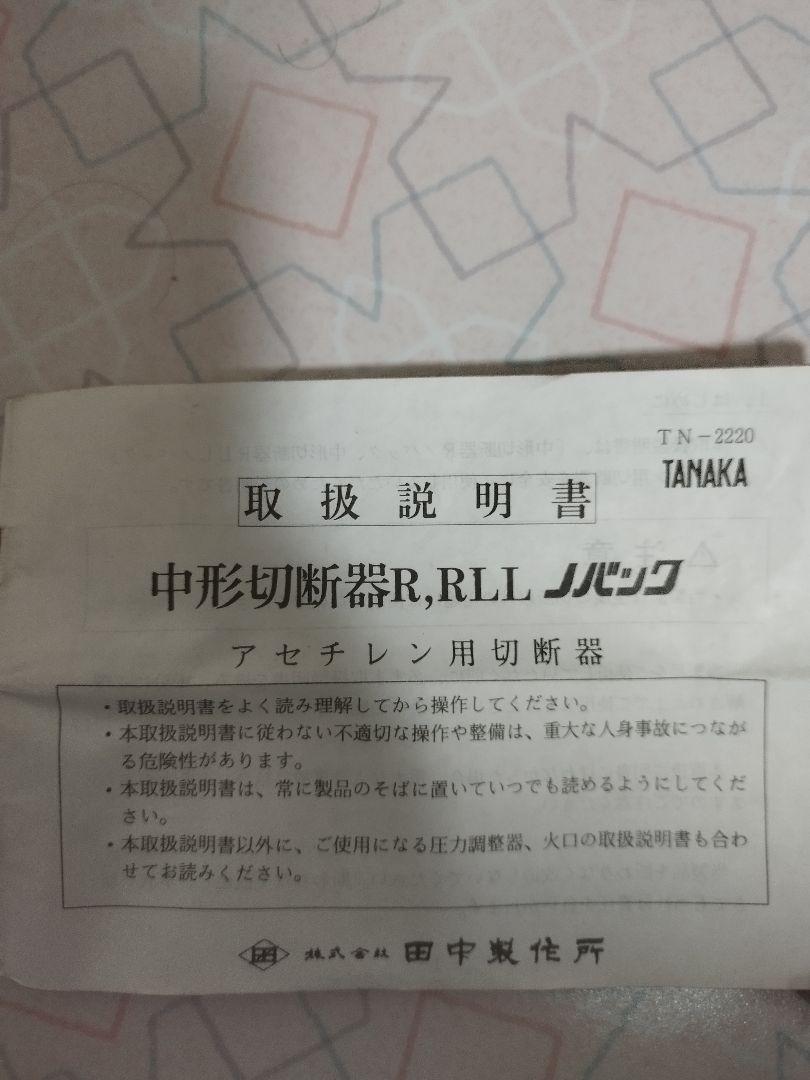 TN-2220
TANAKA
取扱説明書
中形切断器R,RLL ノバック
アセチレン用切断器
・取扱説明書をよく読み理解してから操作してください。
・本取扱説明書に従わない不適切な操作や整備は、重大な人身事故につなが
る危険性があります。
・本取扱説明書は、常に製品のそばに置いていつでも読めるようにしてくだ
さい。
・本取扱説明書以外に、ご使用になる圧力調整器、火口の取扱説明書も合わ
せてお読みください。
株式会社 田中製作所